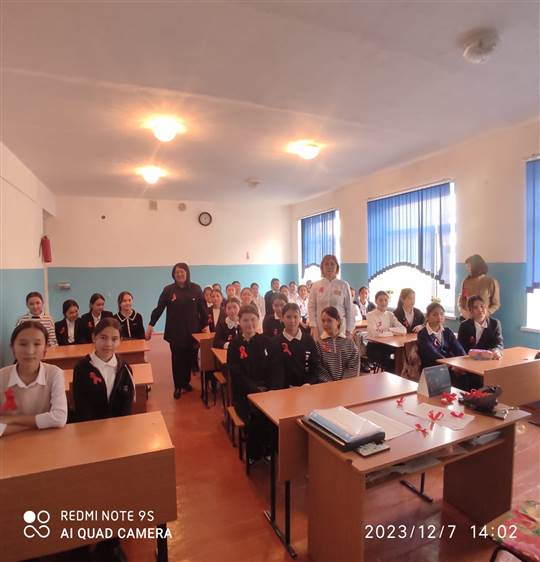 REDMI NOTE 9S
AI QUAD CAMERA
2023/12/7 14:02